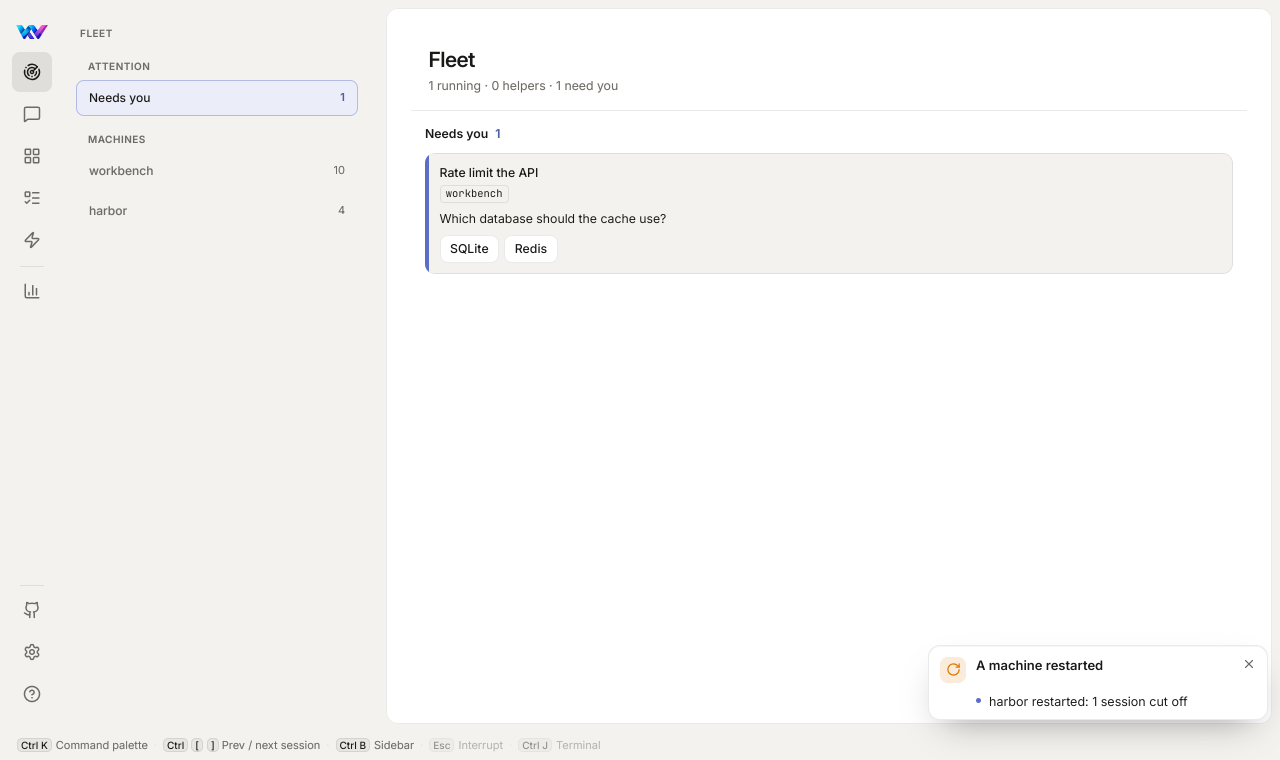 FLEET
ATTENTION
Needs you 1
MACHINES
workbench 10
harbor 4
Fleet
1 running · 0 helpers · 1 need you
Needs you 1
Rate limit the API
workbench
Which database should the cache use?
SQLite Redis
A machine restarted
harbor restarted: 1 session cut off
Ctrl K Command palette · Ctrl [ ] Prev / next session · Ctrl B Sidebar · Esc Interrupt · Ctrl J Terminal